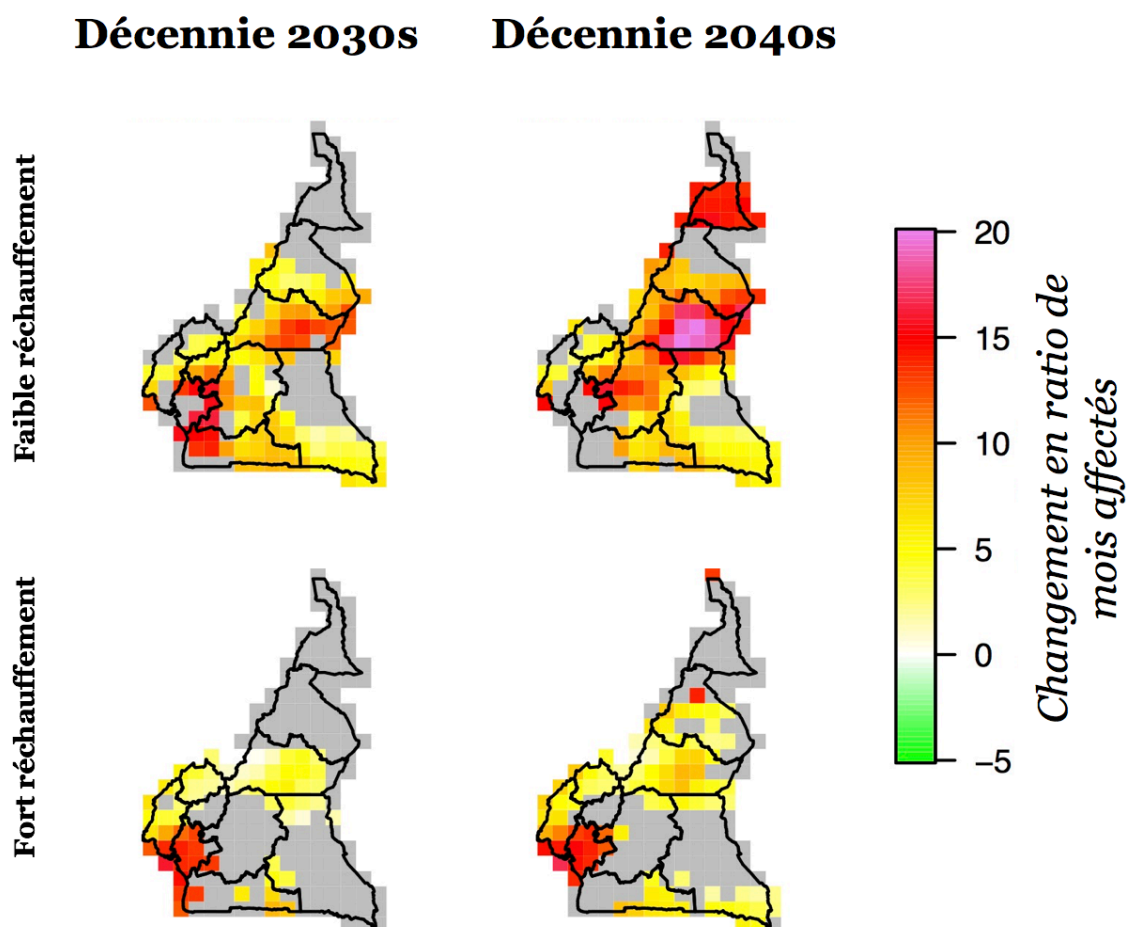 Décennie 2030s
Décennie 2040s
Faible réchauffement
Fort réchauffement
20
15
10
5
0
−5
Changement en ratio de
mois affectés